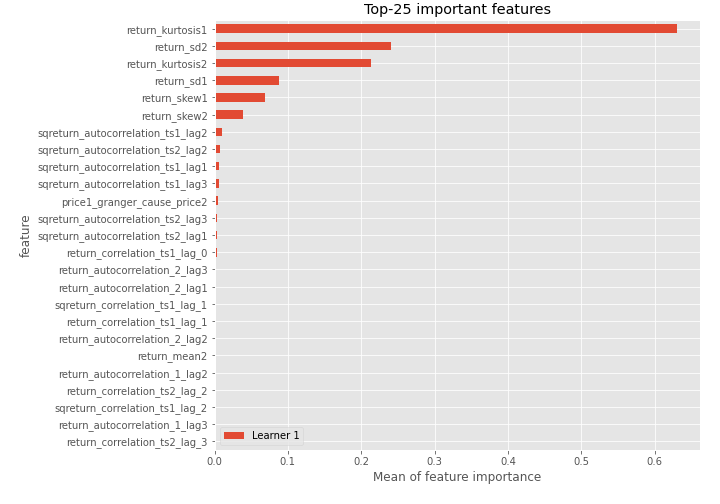 Top-25 important features
return_kurtosis1
return_sd2
return_kurtosis2
return_sd1
return_skew1
return_skew2
sqreturn_autocorrelation_ts1_lag2
sqreturn_autocorrelation_ts2_lag2
sqreturn_autocorrelation_ts1_lag1
sqreturn_autocorrelation_ts1_lag3
price1_granger_cause_price2
sqreturn_autocorrelation_ts2_lag3
sqreturn_autocorrelation_ts2_lag1
return_correlation_ts1_lag_0
return_autocorrelation_2_lag3
return_autocorrelation_2_lag1
sqreturn_correlation_ts1_lag_1
return_correlation_ts1_lag_1
return_autocorrelation_2_lag2
return_mean2
return_autocorrelation_1_lag2
return_correlation_ts2_lag_2
sqreturn_correlation_ts1_lag_2
return_autocorrelation_1_lag3
return_correlation_ts2_lag_3
feature
Learner 1
0.0 0.1 0.2 0.3 0.4 0.5 0.6
Mean of feature importance